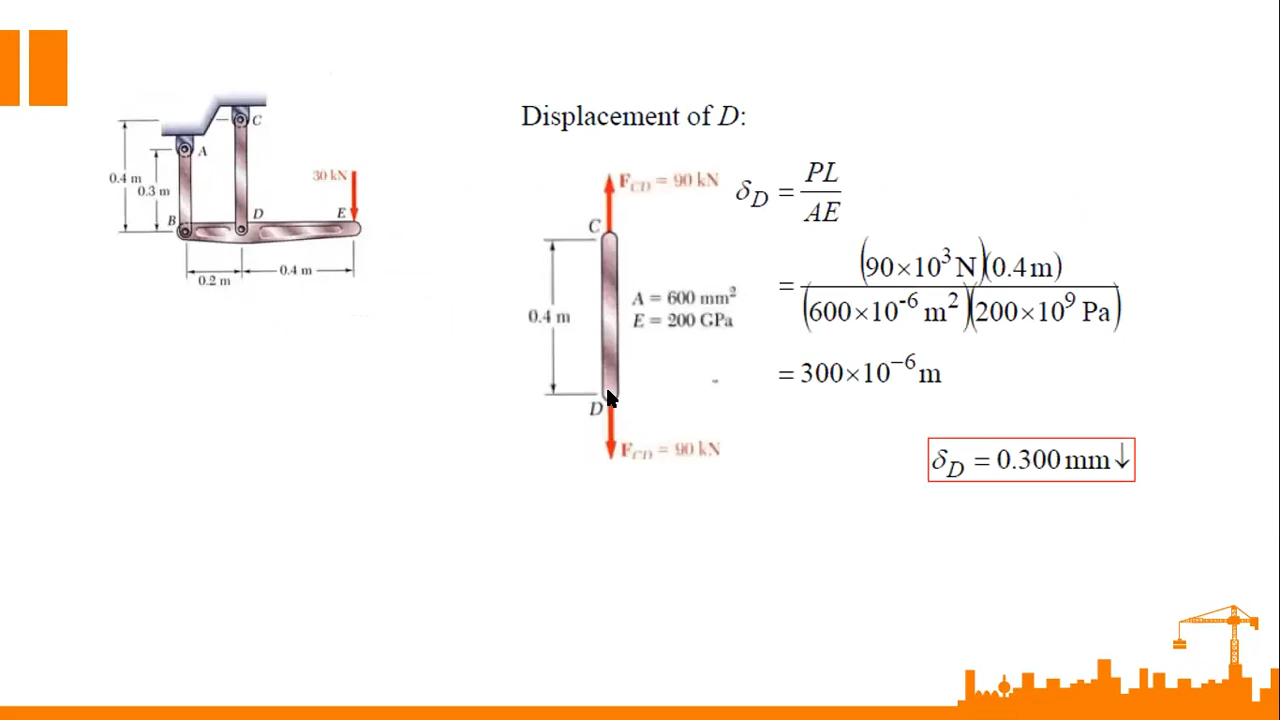 Displacement of D:
C
A
0.4 m
0.3 m
30 kN
B
D
E
0.2 m
0.4 m
F_CD = 90 kN
C
0.4 m
A = 600 mm²
E = 200 GPa
D
F_CD = 90 kN
δ_D = PL / AE
= (90×10³ N)(0.4 m) / (600×10⁻⁶ m²)(200×10⁹ Pa)
= 300×10⁻⁶ m
δ_D = 0.300 mm ↓